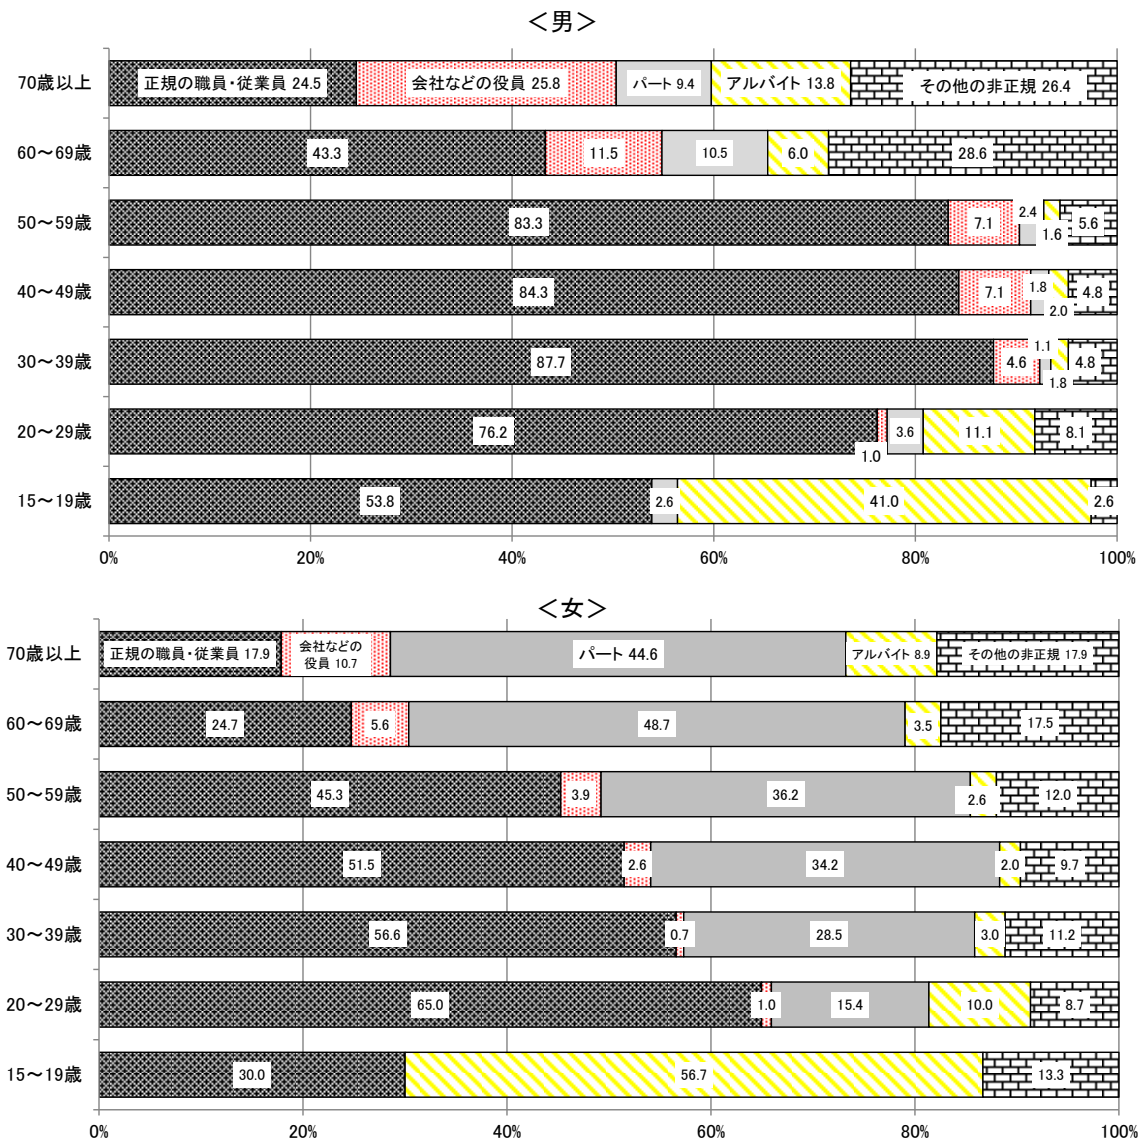 ＜男＞
70歳以上
正規の職員・従業員 24.5
会社などの役員 25.8
パート 9.4
アルバイト 13.8
その他の非正規 26.4
60～69歳
43.3
11.5
10.5
6.0
28.6
50～59歳
83.3
7.1
2.4
1.6
5.6
40～49歳
84.3
7.1
1.8
2.0
4.8
30～39歳
87.7
4.6
1.1
1.8
4.8
20～29歳
76.2
1.0
3.6
11.1
8.1
15～19歳
53.8
2.6
41.0
2.6
0%
20%
40%
60%
80%
100%
＜女＞
70歳以上
正規の職員・従業員 17.9
会社などの
役員 10.7
パート 44.6
アルバイト 8.9
その他の非正規 17.9
60～69歳
24.7
5.6
48.7
3.5
17.5
50～59歳
45.3
3.9
36.2
2.6
12.0
40～49歳
51.5
2.6
34.2
2.0
9.7
30～39歳
56.6
0.7
28.5
3.0
11.2
20～29歳
65.0
1.0
15.4
10.0
8.7
15～19歳
30.0
56.7
13.3
0%
20%
40%
60%
80%
100%